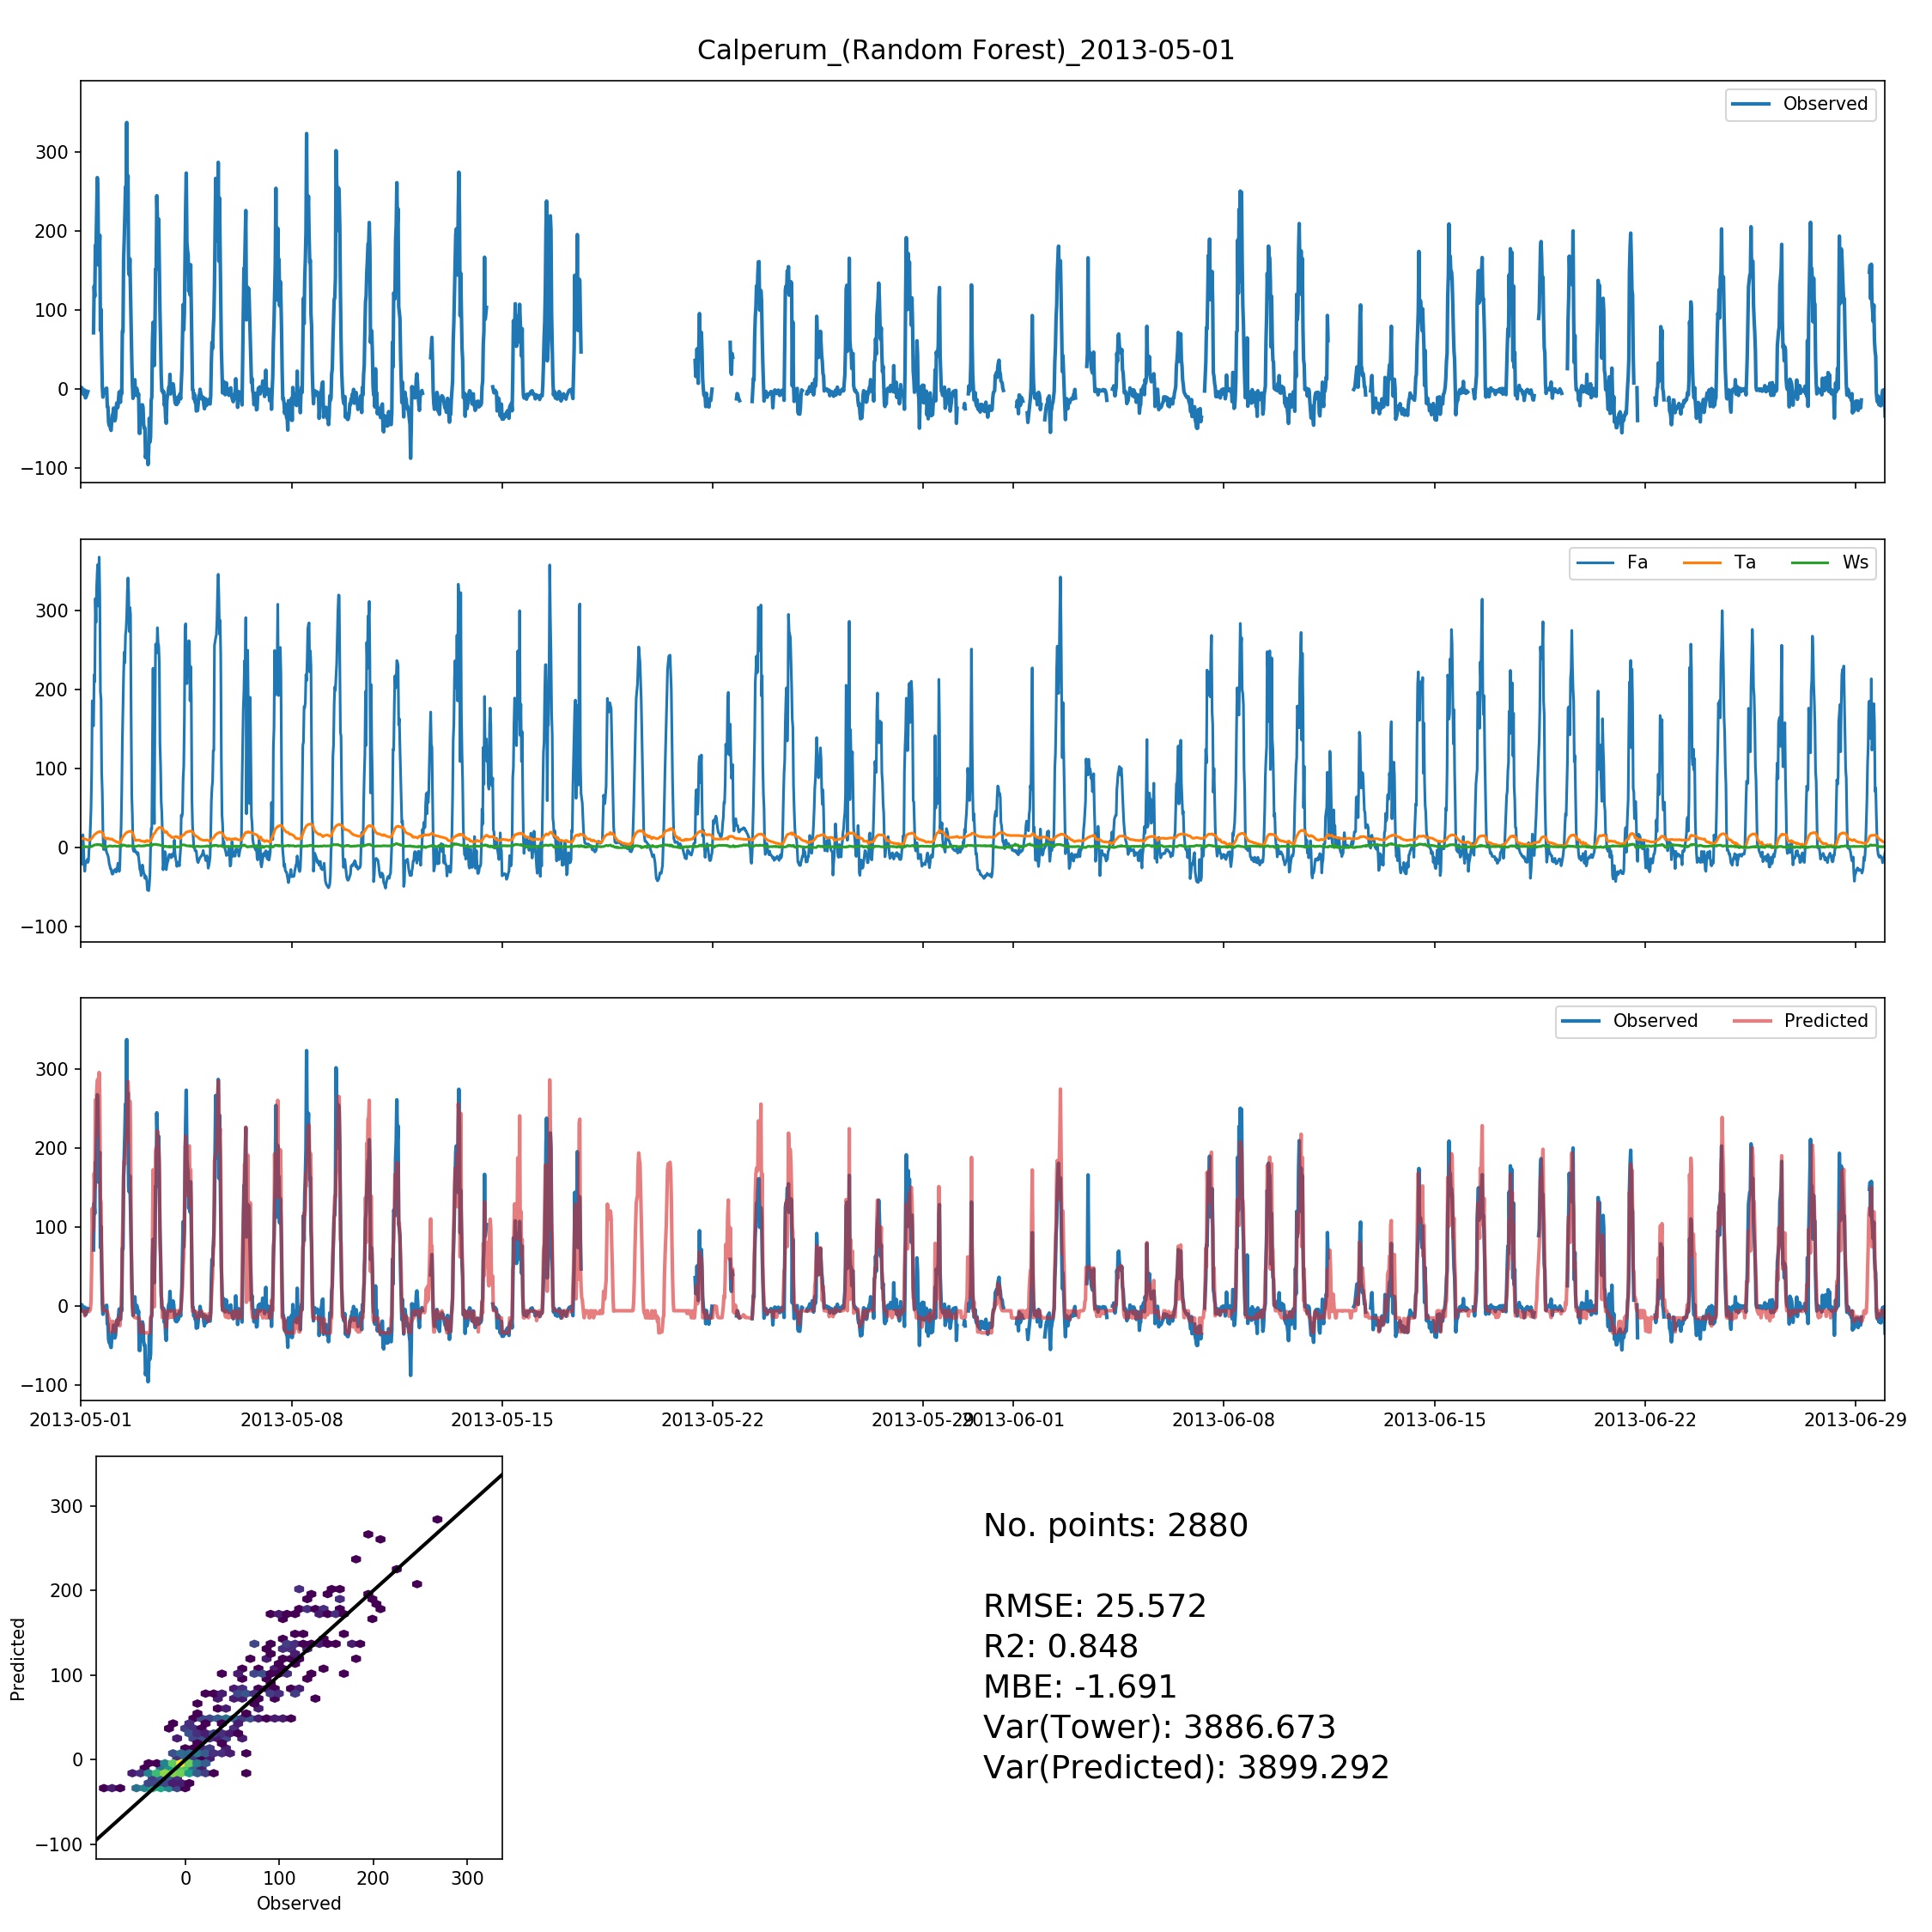 Calperum_(Random Forest)_2013-05-01
Observed
300
200
100
0
−100
Fa Ta Ws
300
200
100
0
−100
Observed Predicted
300
200
100
0
−100
2013-05-01 2013-05-08 2013-05-15 2013-05-22 2013-05-29 2013-06-01 2013-06-08 2013-06-15 2013-06-22 2013-06-29
300
200
100
0
−100
Predicted
0 100 200 300
Observed
No. points: 2880
RMSE: 25.572
R2: 0.848
MBE: -1.691
Var(Tower): 3886.673
Var(Predicted): 3899.292